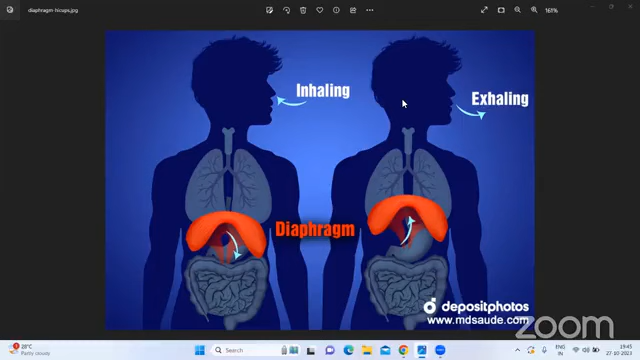 diaphragm-hicups.jpg
161%
Inhaling
Exhaling
Diaphragm
depositphotos
www.mdsaude.com
zoom
28°C
Partly cloudy
Search
ENG
IN
19:45
27-10-2023